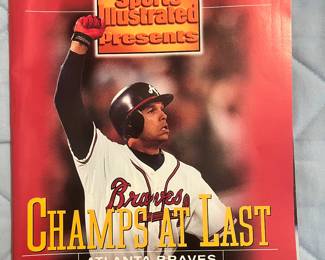 Sports Illustrated
Presents
A
Braves
CHAMPS AT LAST
ATLANTA BRAVES